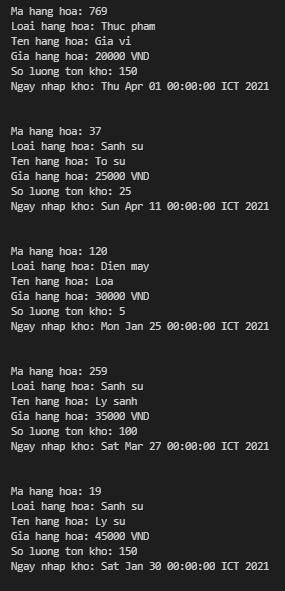 Ma hang hoa: 769
Loai hang hoa: Thuc pham
Ten hang hoa: Gia vi
Gia hang hoa: 20000 VND
So luong ton kho: 150
Ngay nhap kho: Thu Apr 01 00:00:00 ICT 2021
Ma hang hoa: 37
Loai hang hoa: Sanh su
Ten hang hoa: To su
Gia hang hoa: 25000 VND
So luong ton kho: 25
Ngay nhap kho: Sun Apr 11 00:00:00 ICT 2021
Ma hang hoa: 120
Loai hang hoa: Dien may
Ten hang hoa: Loa
Gia hang hoa: 30000 VND
So luong ton kho: 5
Ngay nhap kho: Mon Jan 25 00:00:00 ICT 2021
Ma hang hoa: 259
Loai hang hoa: Sanh su
Ten hang hoa: Ly sanh
Gia hang hoa: 35000 VND
So luong ton kho: 100
Ngay nhap kho: Sat Mar 27 00:00:00 ICT 2021
Ma hang hoa: 19
Loai hang hoa: Sanh su
Ten hang hoa: Ly su
Gia hang hoa: 45000 VND
So luong ton kho: 150
Ngay nhap kho: Sat Jan 30 00:00:00 ICT 2021